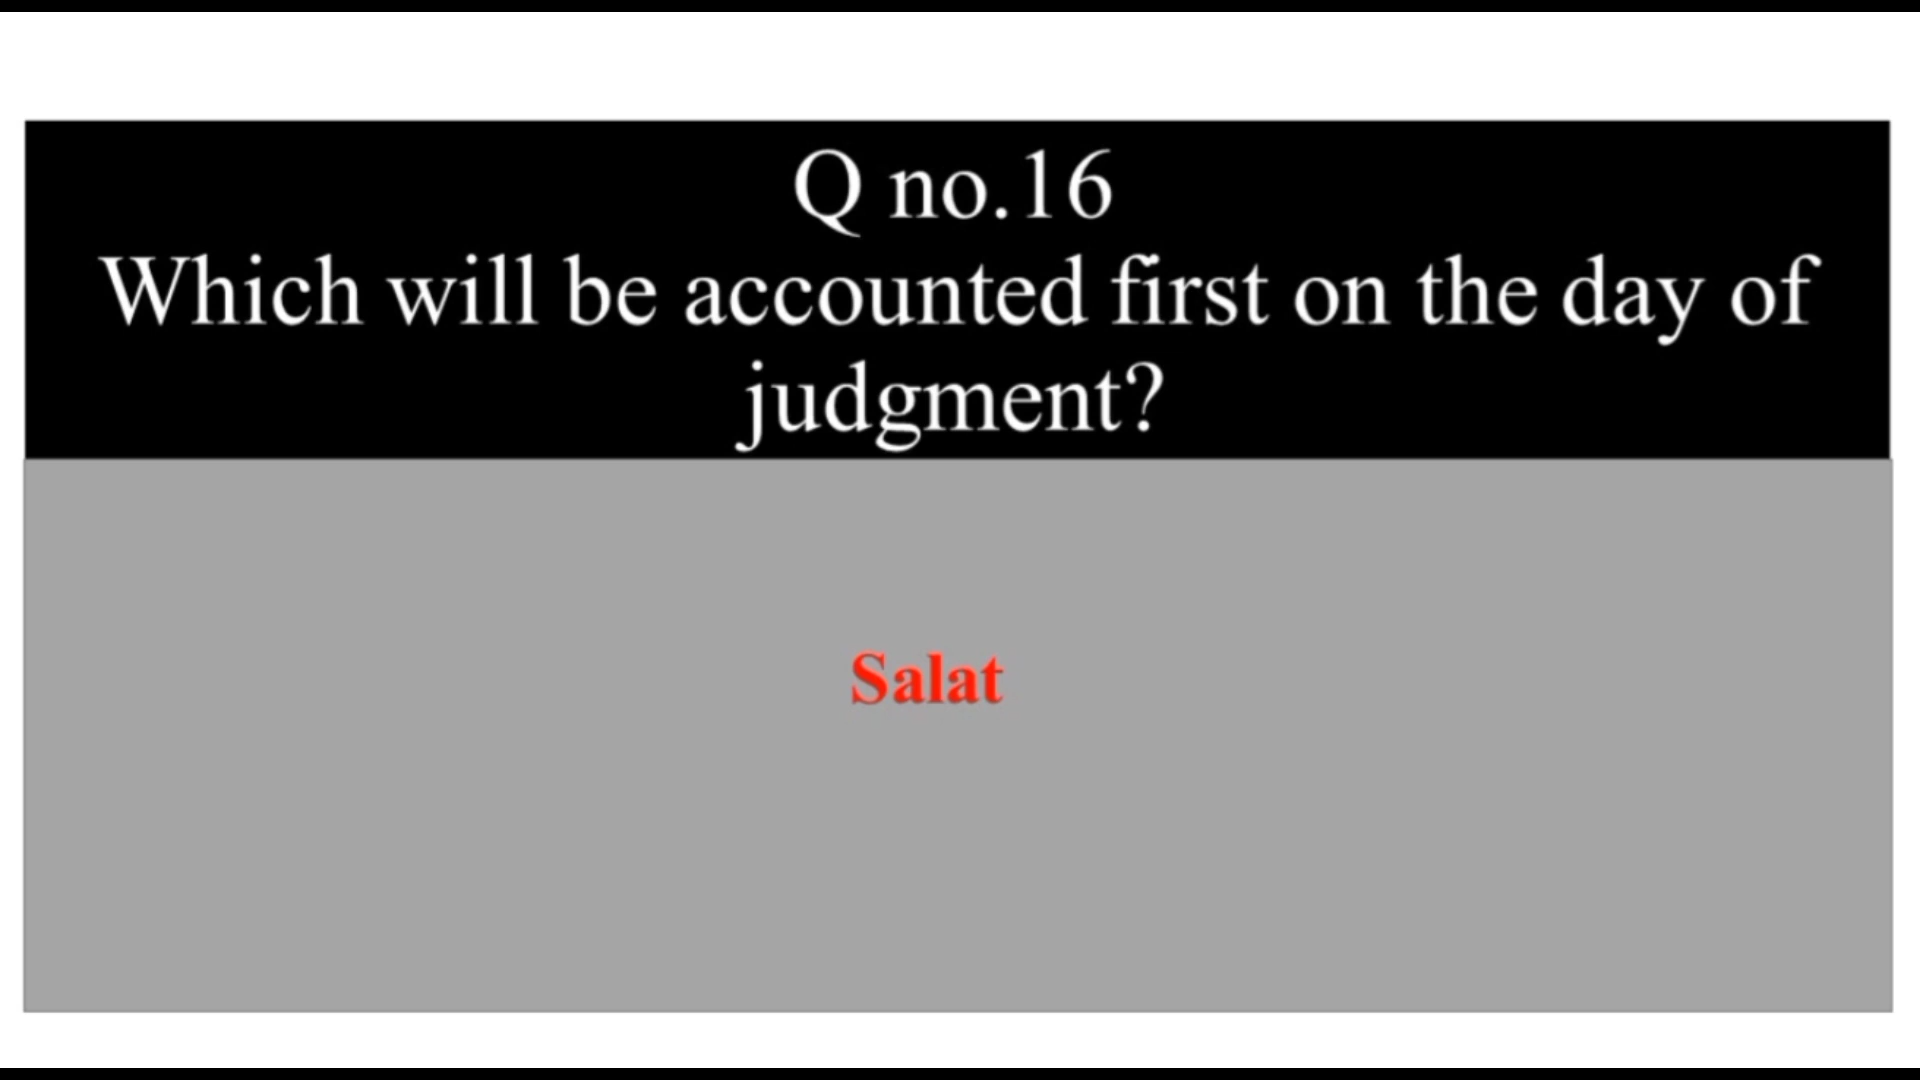 Q no.16
Which will be accounted first on the day of
judgment?
Salat